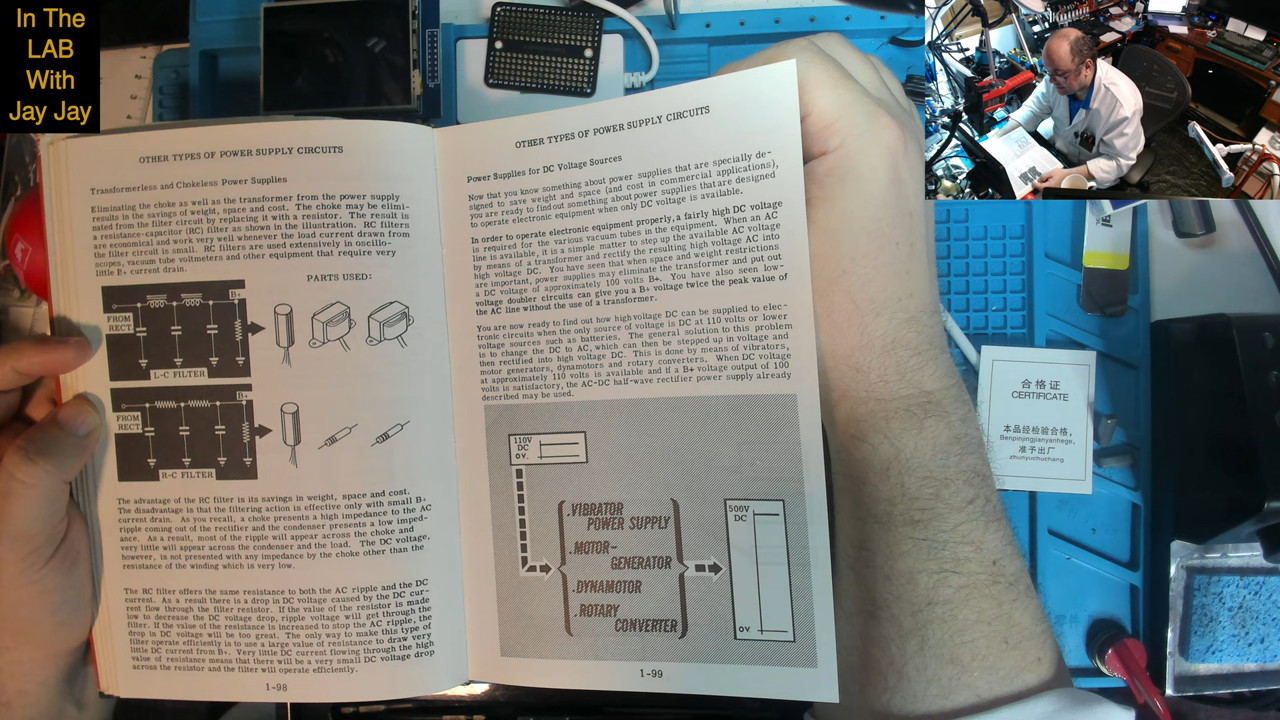 In The
LAB
With
Jay Jay
OTHER TYPES OF POWER SUPPLY CIRCUITS
Transformerless and Chokeless Power Supplies
Eliminating the choke as well as the transformer from the power supply
results in the savings of weight, space and cost. The choke may be elimi-
nated from the filter circuit by replacing it with a resistor. The result is
a resistance-capacitor (RC) filter as shown in the illustration. RC filters
are economical and work very well whenever the load current drawn from
the filter circuit is small. RC filters are used extensively in oscillo-
scopes, vacuum tube voltmeters and other equipment that require very
little B+ current drain.
PARTS USED:
B+
FROM
RECT.
L-C FILTER
B+
FROM
RECT.
R-C FILTER
The advantage of the RC filter is its savings in weight, space and cost.
The disadvantage is that the filtering action is effective only with small B+
current drain. As you recall, a choke presents a high impedance to the AC
ripple coming out of the rectifier and the condenser presents a low imped-
ance. As a result, most of the ripple will appear across the choke and
very little will appear across the condenser and the load. The DC voltage,
however, is not presented with any impedance by the choke other than the
resistance of the winding which is very low.
The RC filter offers the same resistance to both the AC ripple and the DC
current. As a result there is a drop in DC voltage caused by the DC cur-
rent flow through the filter resistor. If the value of the resistor is made
low to decrease the DC voltage drop, ripple voltage will get through the
filter. If the value of the resistance is increased to stop the AC ripple, the
drop in DC voltage will be too great. The only way to make this type of
filter operate efficiently is to use a large value of resistance to draw very
little DC current from B+. Very little DC current flowing through the high
value of resistance means that there will be a very small DC voltage drop
across the resistor and the filter will operate efficiently.
1-98
OTHER TYPES OF POWER SUPPLY CIRCUITS
Power Supplies for DC Voltage Sources
Now that you know something about power supplies that are specially de-
signed to save weight and space (and cost in commercial applications),
you are ready to find out something about power supplies that are designed
to operate electronic equipment when only DC voltage is available.
In order to operate electronic equipment properly, a fairly high DC voltage
is required for the various vacuum tubes in the equipment. When an AC
line is available, it is a simple matter to step up the available AC voltage
by means of a transformer and rectify the resulting high voltage AC into
high voltage DC. You have seen that when space and weight restrictions
are important, power supplies may eliminate the transformer and put out
a DC voltage of approximately 100 volts B+. You have also seen how
voltage doubler circuits can give you a B+ voltage twice the peak value of
the AC line without the use of a transformer.
You are now ready to find out how high voltage DC can be supplied to elec-
tronic circuits when the only source of voltage is DC at 110 volts or lower
voltage sources such as batteries. The general solution to this problem
is to change the DC to AC, which can then be stepped up in voltage and
then rectified into high voltage DC. This is done by means of vibrators,
motor generators, dynamotors and rotary converters. When DC voltage
at approximately 110 volts is available and if a B+ voltage output of 100
volts is satisfactory, the AC-DC half-wave rectifier power supply already
described may be used.
110V
DC
OV.
.VIBRATOR
POWER SUPPLY
.MOTOR-
GENERATOR
.DYNAMOTOR
.ROTARY
CONVERTER
500V
DC
OV
1-99
合格证
CERTIFICATE
本品经检验合格,
Benpinjingjianyanhege,
准予出厂
zhunyuchuchang